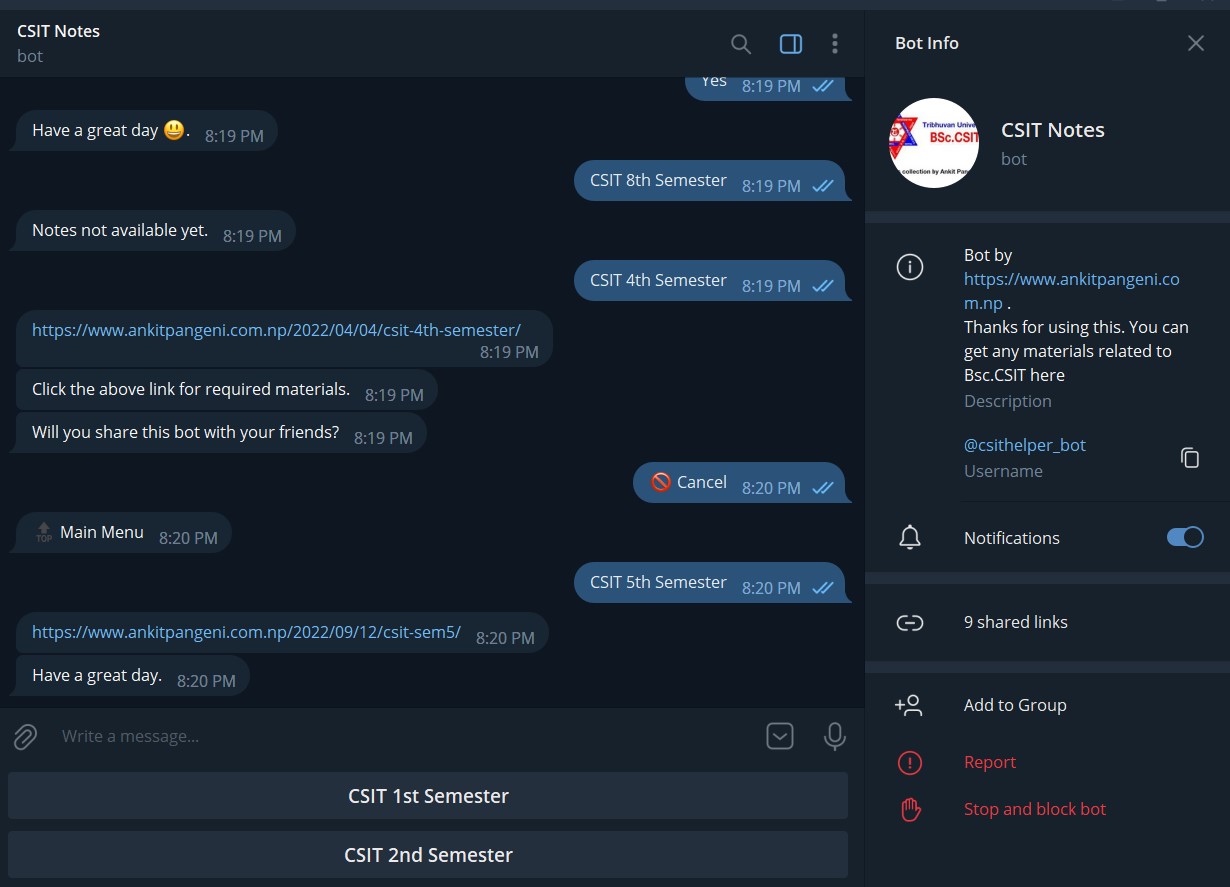 CSIT Notes
bot
Yes 8:19 PM
Have a great day 😃. 8:19 PM
CSIT 8th Semester 8:19 PM
Notes not available yet. 8:19 PM
CSIT 4th Semester 8:19 PM
https://www.ankitpangeni.com.np/2022/04/04/csit-4th-semester/
8:19 PM
Click the above link for required materials. 8:19 PM
Will you share this bot with your friends? 8:19 PM
🚫 Cancel 8:20 PM
🔝 Main Menu 8:20 PM
CSIT 5th Semester 8:20 PM
https://www.ankitpangeni.com.np/2022/09/12/csit-sem5/ 8:20 PM
Have a great day. 8:20 PM
Write a message...
CSIT 1st Semester
CSIT 2nd Semester
Bot Info
Tribhuvan Unive
BSc.CSIT
collection by Ankit Pan
CSIT Notes
bot
Bot by
https://www.ankitpangeni.co
m.np .
Thanks for using this. You can
get any materials related to
Bsc.CSIT here
Description
@csithelper_bot
Username
Notifications
9 shared links
Add to Group
Report
Stop and block bot